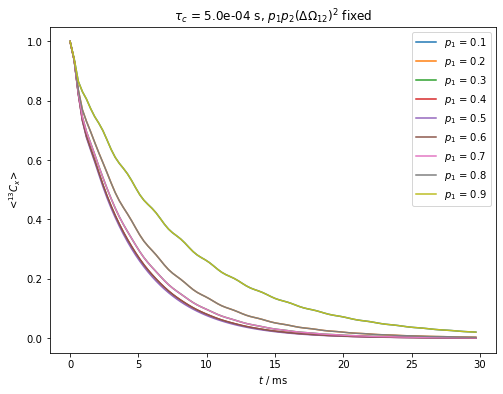 τ_c = 5.0e-04 s, p₁p₂(ΔΩ₁₂)² fixed
1.0
0.8
0.6
0.4
0.2
0.0
<¹³Cₓ>
p₁ = 0.1
p₁ = 0.2
p₁ = 0.3
p₁ = 0.4
p₁ = 0.5
p₁ = 0.6
p₁ = 0.7
p₁ = 0.8
p₁ = 0.9
0 5 10 15 20 25 30
t / ms